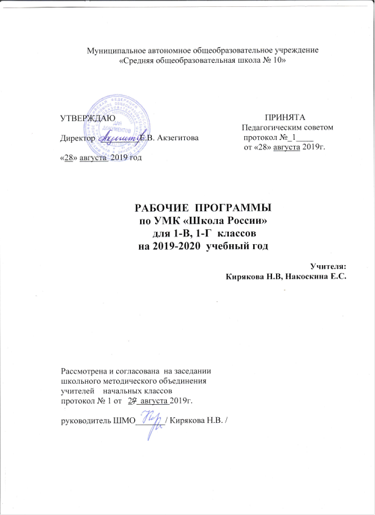 Муниципальное автономное общеобразовательное учреждение
«Средняя общеобразовательная школа № 10»
УТВЕРЖДАЮ
Директор Е.В. Акзегитова
«28» августа 2019 год
ПРИНЯТА
Педагогическим советом
протокол №_1____
от «28» августа 2019г.
РАБОЧИЕ ПРОГРАММЫ
по УМК «Школа России»
для 1-В, 1-Г классов
на 2019-2020 учебный год
Учителя:
Кирякова Н.В, Накоскина Е.С.
Рассмотрена и согласована на заседании
школьного методического объединения
учителей начальных классов
протокол № 1 от августа 2019г.
руководитель ШМО_______/ Кирякова Н.В. /